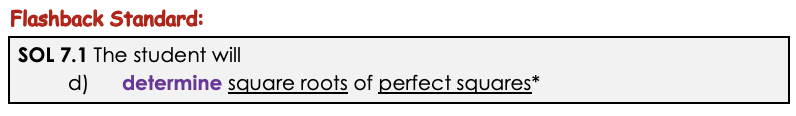 Flashback Standard:
SOL 7.1 The student will
d) determine square roots of perfect squares*